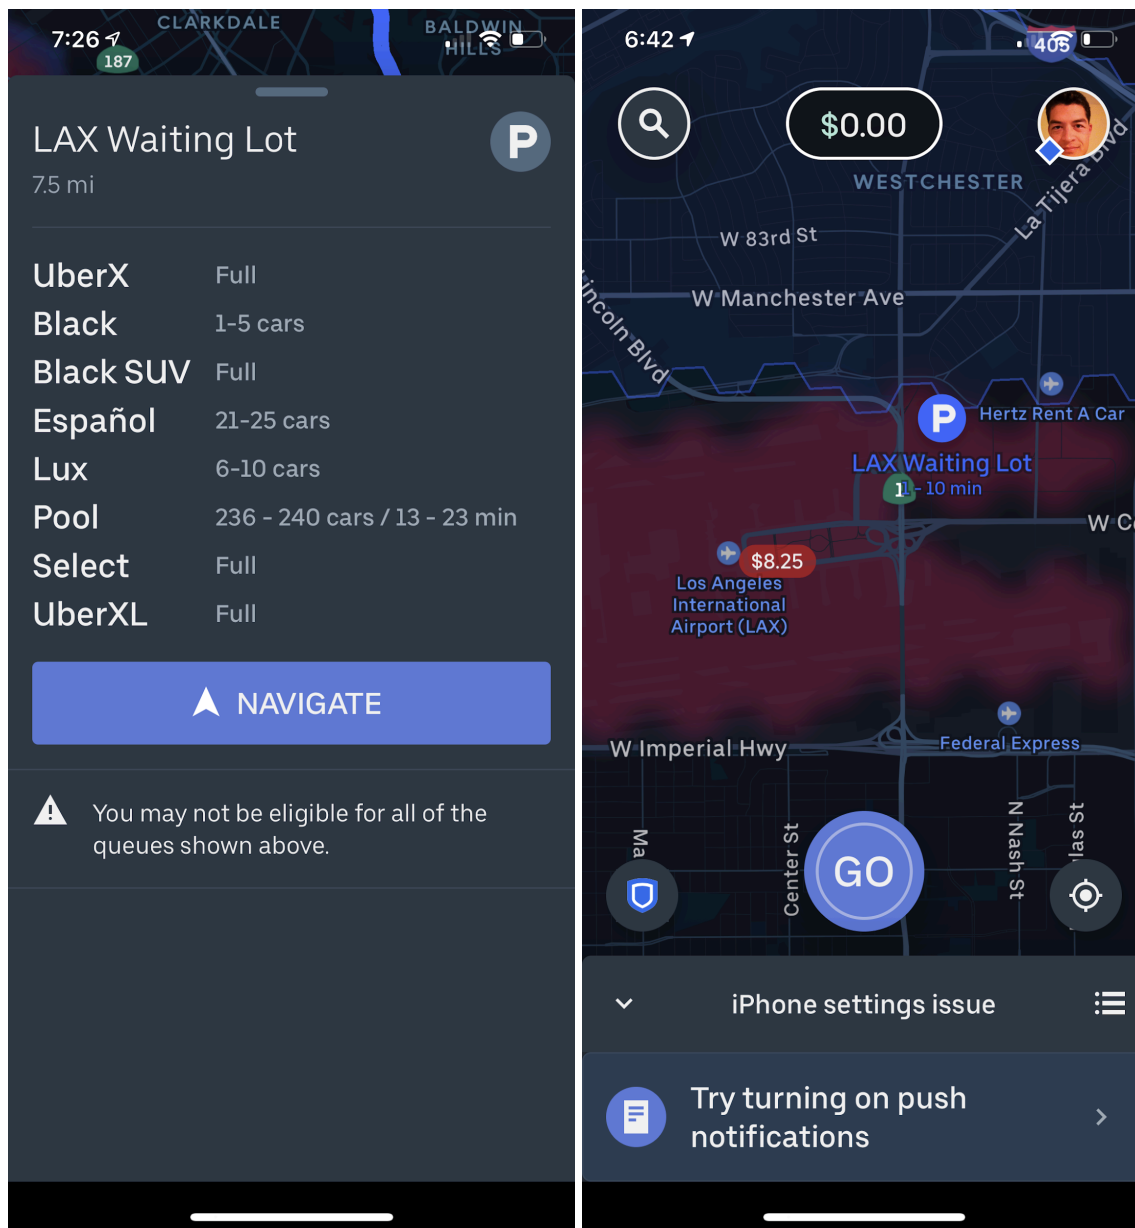 CLARKDALE
BALDWIN
HILLS
7:26
187
LAX Waiting Lot
P
7.5 mi
UberX Full
Black 1-5 cars
Black SUV Full
Español 21-25 cars
Lux 6-10 cars
Pool 236 - 240 cars / 13 - 23 min
Select Full
UberXL Full
NAVIGATE
You may not be eligible for all of the
queues shown above.
6:42
405
$0.00
WESTCHESTER
La Tijera Blvd
W 83rd St
W Manchester Ave
Lincoln Blvd
P
Hertz Rent A Car
LAX Waiting Lot
1 - 10 min
1
W C
$8.25
Los Angeles
International
Airport (LAX)
W Imperial Hwy
Federal Express
Ma
Center St
N Nash St
las St
GO
iPhone settings issue
Try turning on push
notifications